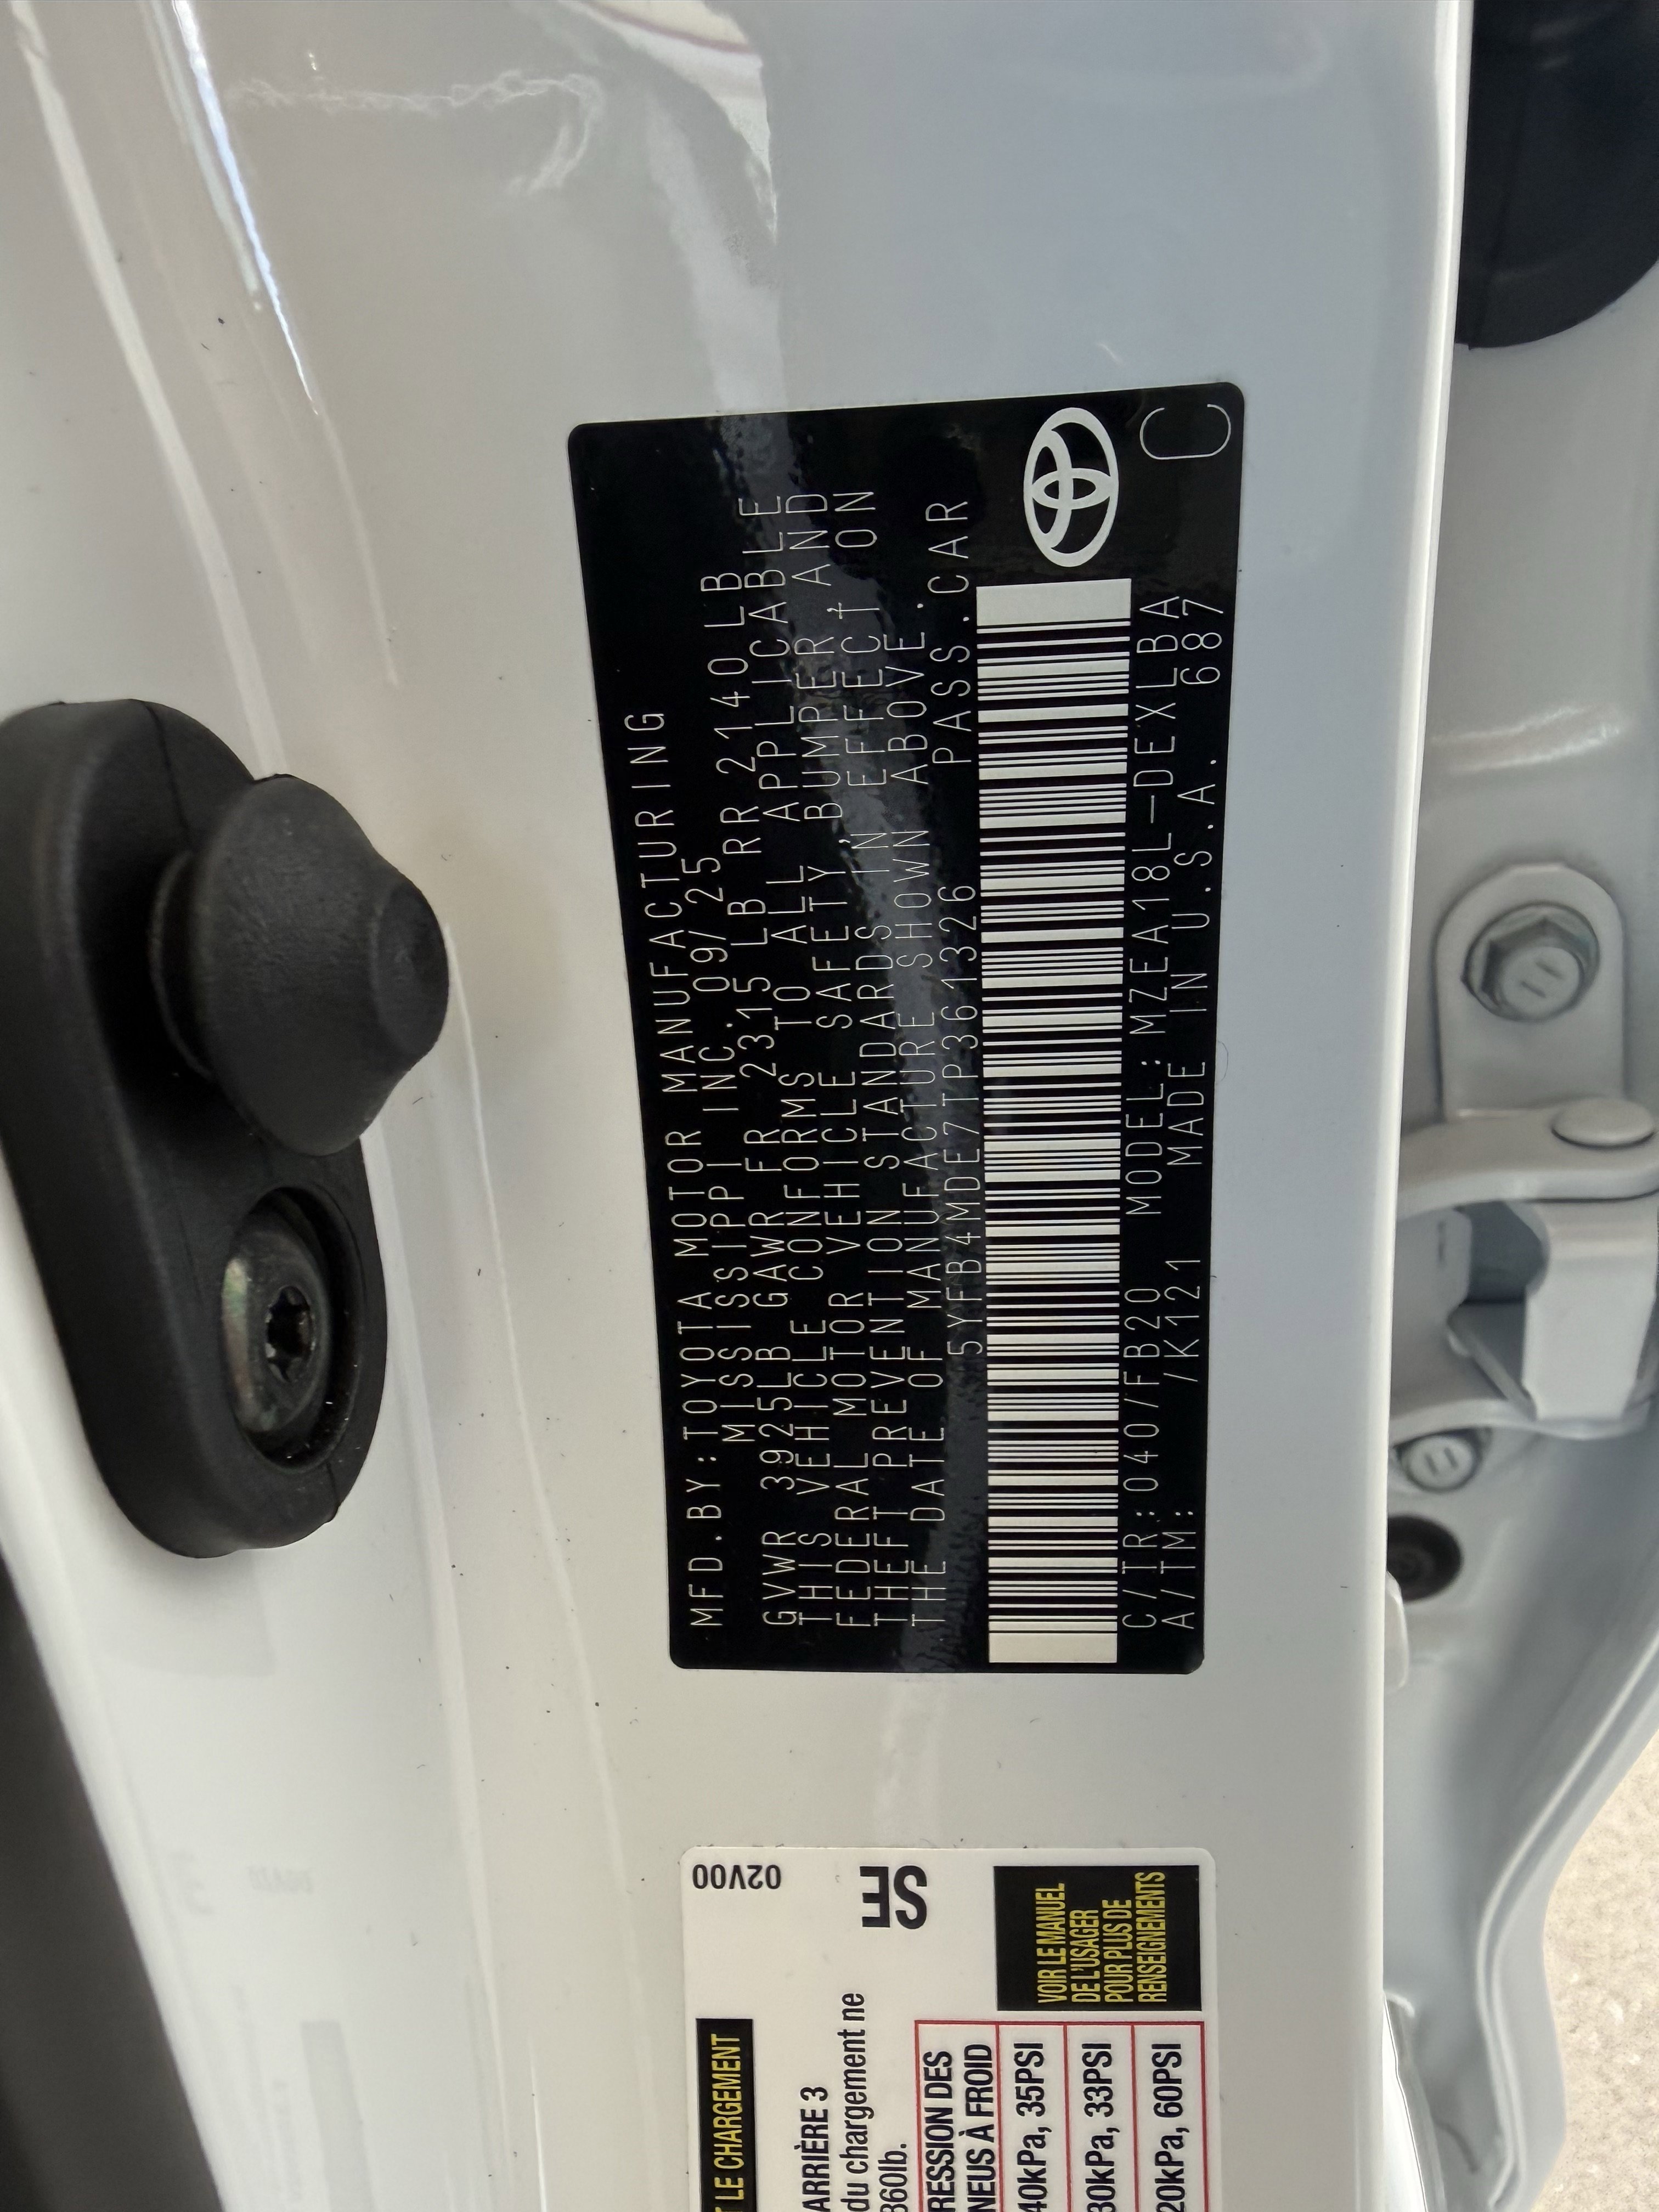 MFD.BY:TOYOTA MOTOR MANUFACTURING
MISSISSIPPI INC. 09/25
GVWR 3925LB GAWR FR 2315 LB RR 2140 LB
THIS VEHICLE CONFORMS TO ALL APPLICABLE
FEDERAL MOTOR VEHICLE SAFETY, BUMPER, AND
THEFT PREVENTION STANDARDS IN EFFECT ON
THE DATE OF MANUFACTURE SHOWN ABOVE.
5YFB4MDE7TP361326 PASS.CAR
C/TR:040/FB20 MODEL:MZEA18L-DEXLBA
A/TM: /K121 MADE IN U.S.A. 687
C
02V00
SE
LE CHARGEMENT
ARRIÈRE 3
du chargement ne
360lb.
VOIR LE MANUEL
DE L'USAGER
POUR PLUS DE
RENSEIGNEMENTS
RESSION DES
NEUS À FROID
40kPa, 35PSI
30kPa, 33PSI
20kPa, 60PSI